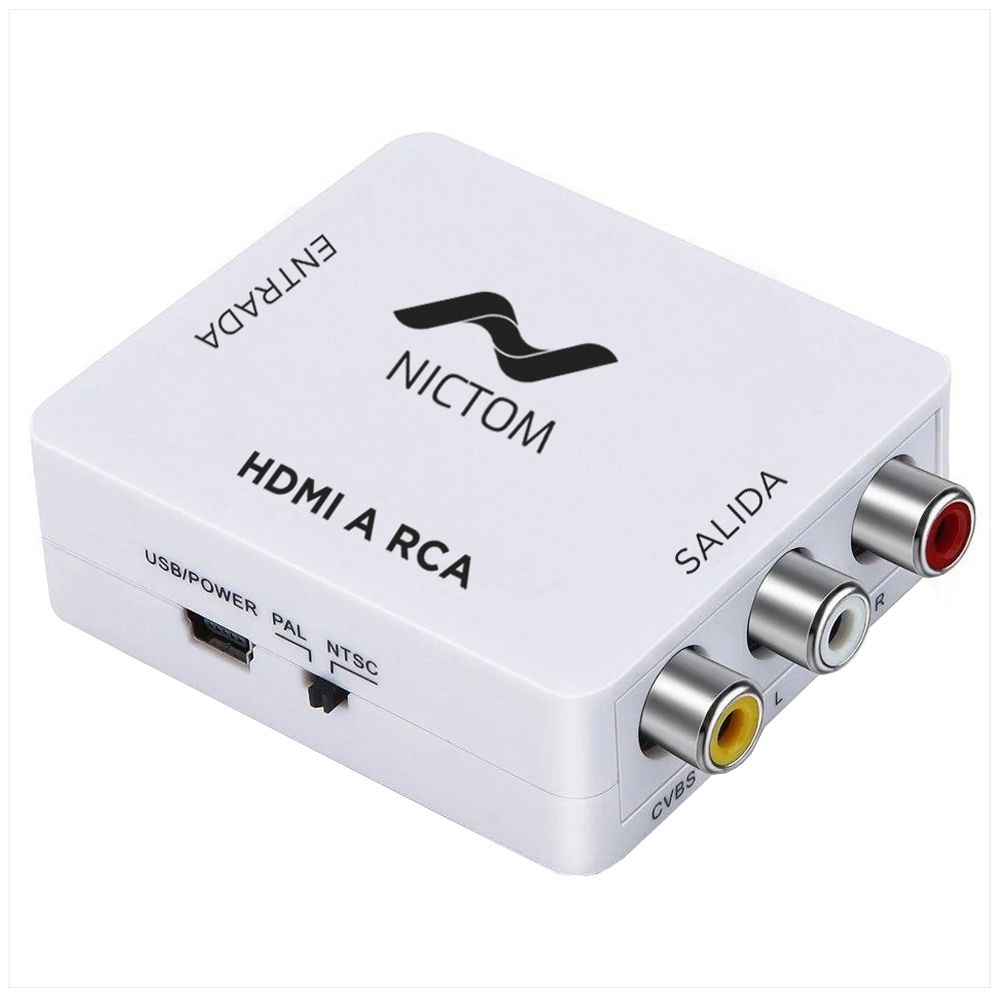 ENTRADA
NICTOM
HDMI A RCA
SALIDA
USB/POWER
PAL
NTSC
CVBS
L
R